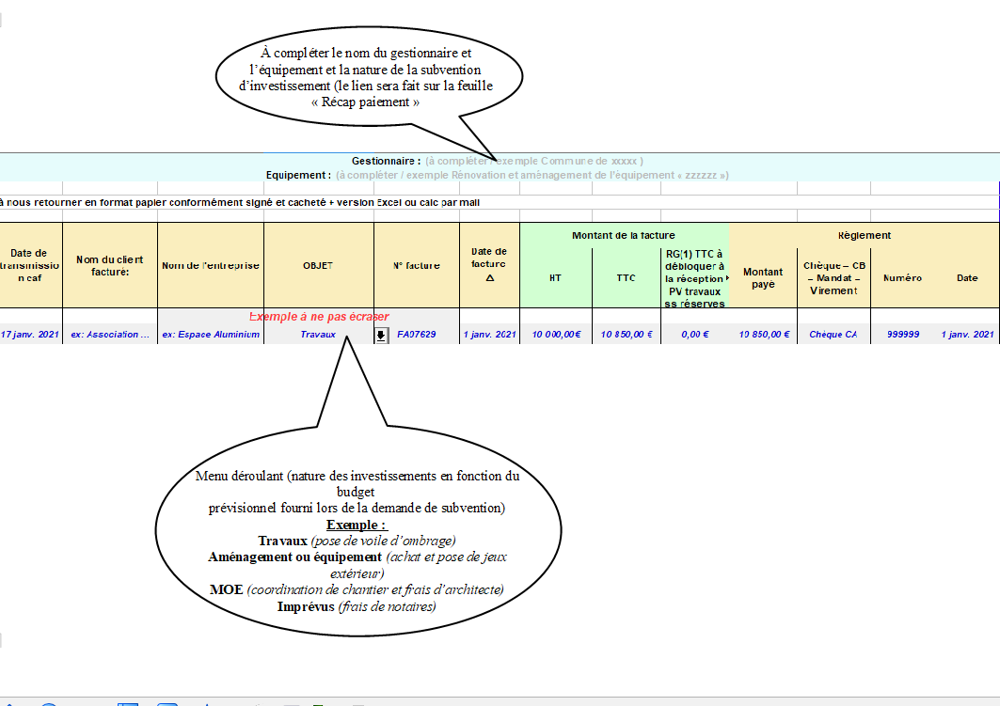 À compléter le nom du gestionnaire et
l'équipement et la nature de la subvention
d'investissement (le lien sera fait sur la feuille
« Récap paiement »
Gestionnaire : (à compléter / exemple Commune de xxxxx )
Equipement : (à compléter / exemple Rénovation et aménagement de l'équipement « zzzzzz »)
à nous retourner en format papier conformément signé et cacheté + version Excel ou calc par mail
Montant de la facture
Règlement
Date de
transmissio
n caf
Nom du client
facturé:
Nom de l'entreprise
OBJET
N° facture
Date de
facture
Δ
HT
TTC
RG(1) TTC à
débloquer à
la réception
PV travaux
ss réserves
Montant
payé
Chèque – CB
– Mandat –
Virement
Numéro
Date
Exemple à ne pas écraser
17 janv. 2021 ex: Association ... ex: Espace Aluminium Travaux FA07629 1 janv. 2021 10 000,00 € 10 850,00 € 0,00 € 10 850,00 € Chèque CA 999999 1 janv. 2021
Menu déroulant (nature des investissements en fonction du
budget
prévisionnel fourni lors de la demande de subvention)
Exemple :
Travaux (pose de voile d'ombrage)
Aménagement ou équipement (achat et pose de jeux
extérieur)
MOE (coordination de chantier et frais d'architecte)
Imprévus (frais de notaires)